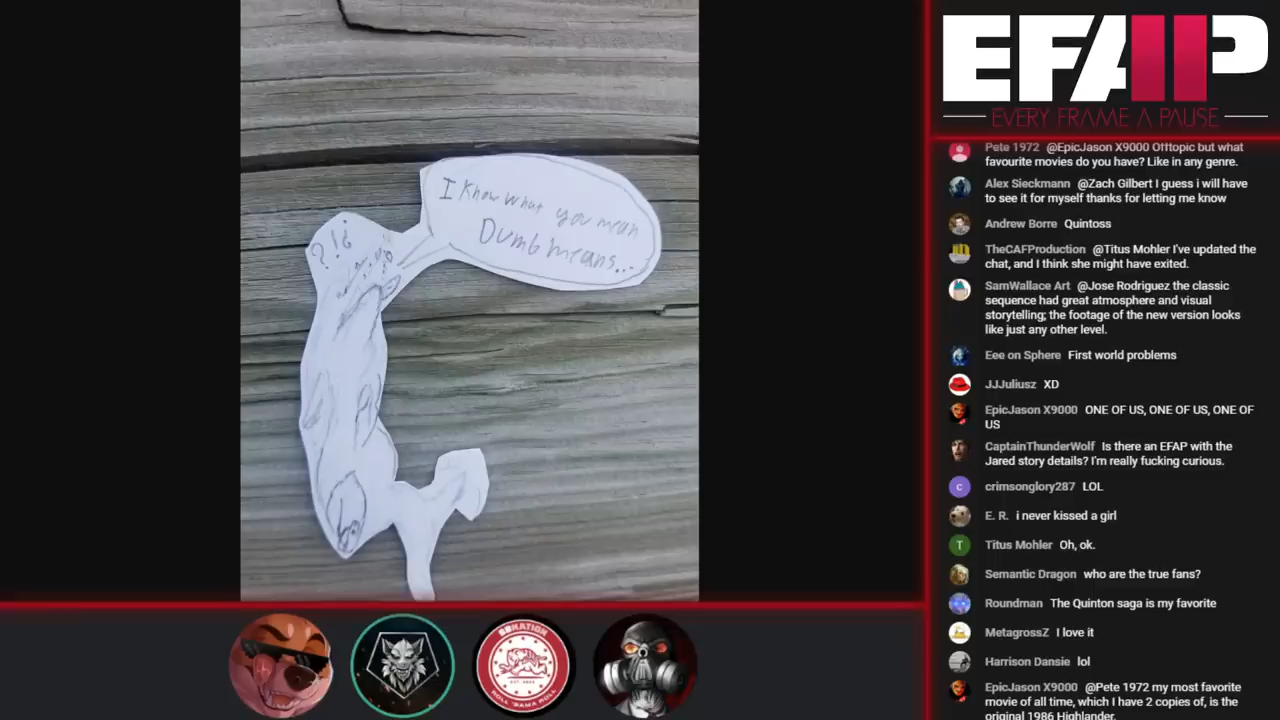 I know what you mean
Dumb means...
?!?
EFAP
EVERY FRAME A PAUSE
Pete 1972 @EpicJason X9000 Offtopic but what
favourite movies do you have? Like in any genre.
Alex Sieckmann @Zach Gilbert I guess i will have
to see it for myself thanks for letting me know
Andrew Borre Quintoss
TheCAFProduction @Titus Mohler I've updated the
chat, and I think she might have exited.
SamWallace Art @Jose Rodriguez the classic
sequence had great atmosphere and visual
storytelling; the footage of the new version looks
like just any other level.
Eee on Sphere First world problems
JJJuliusz XD
EpicJason X9000 ONE OF US, ONE OF US, ONE OF
US
CaptainThunderWolf Is there an EFAP with the
Jared story details? I'm really fucking curious.
c
crimsonglory287 LOL
E. R. i never kissed a girl
T
Titus Mohler Oh, ok.
Semantic Dragon who are the true fans?
Roundman The Quinton saga is my favorite
MetagrossZ I love it
Harrison Dansie lol
EpicJason X9000 @Pete 1972 my most favorite
movie of all time, which I have 2 copies of, is the
original 1986 Highlander.
NATION
ROLL 'BAMA ROLL